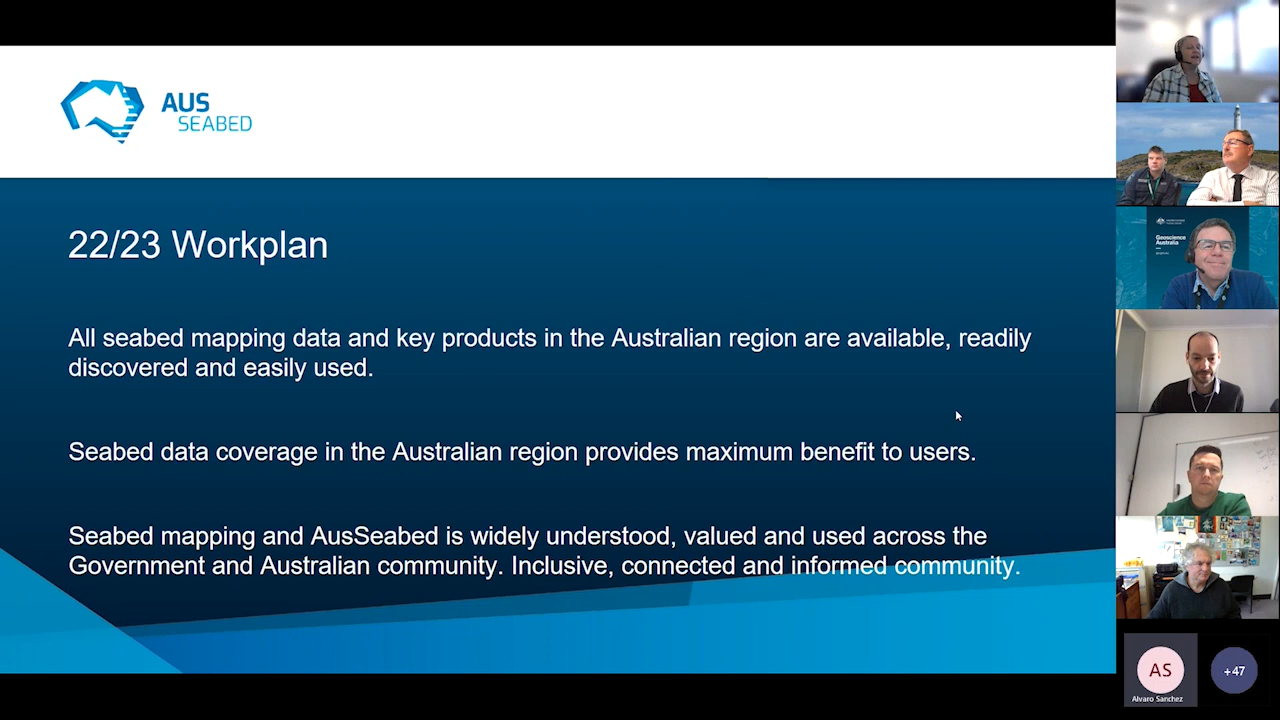 AUS
SEABED
22/23 Workplan
All seabed mapping data and key products in the Australian region are available, readily
discovered and easily used.
Seabed data coverage in the Australian region provides maximum benefit to users.
Seabed mapping and AusSeabed is widely understood, valued and used across the
Government and Australian community. Inclusive, connected and informed community.
Geoscience
Australia
AS
Alvaro Sanchez
+47